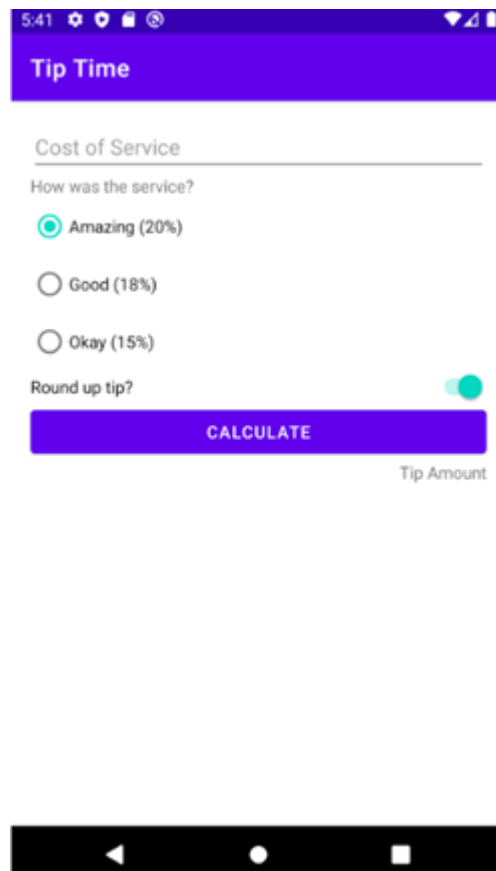 5:41
Tip Time
Cost of Service
How was the service?
Amazing (20%)
Good (18%)
Okay (15%)
Round up tip?
CALCULATE
Tip Amount